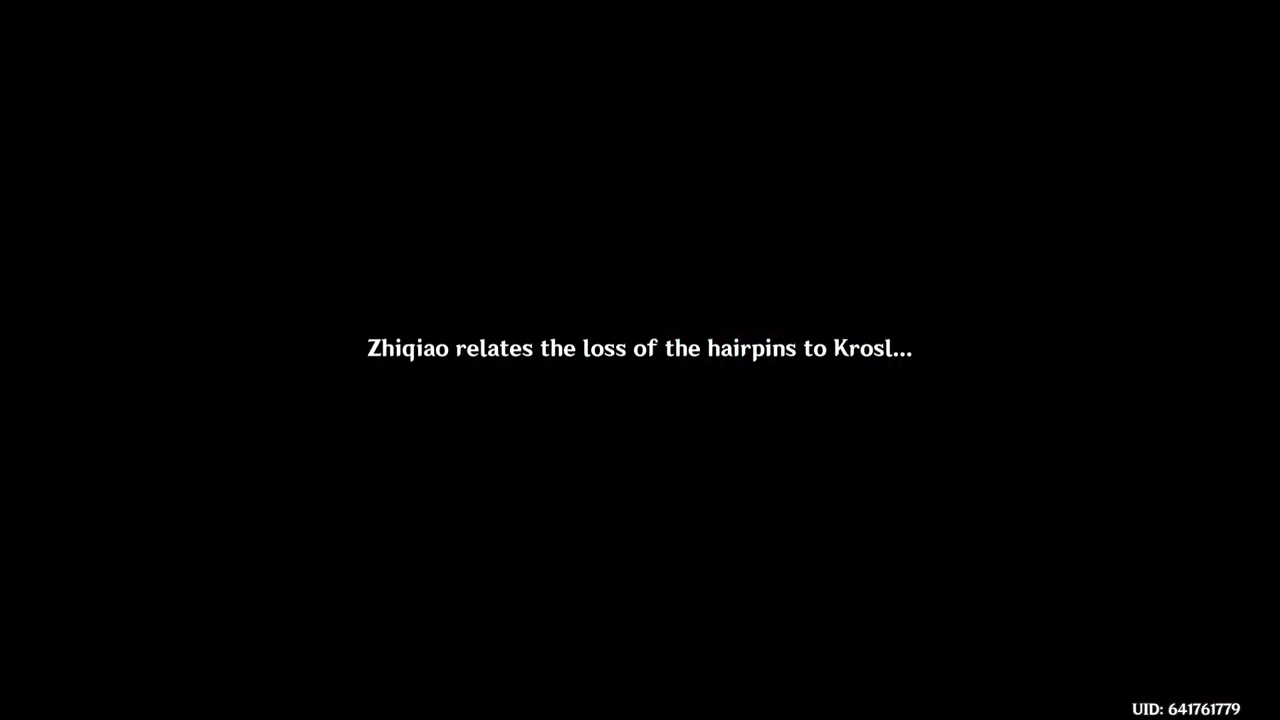 Zhiqiao relates the loss of the hairpins to Krosl...
UID: 641761779